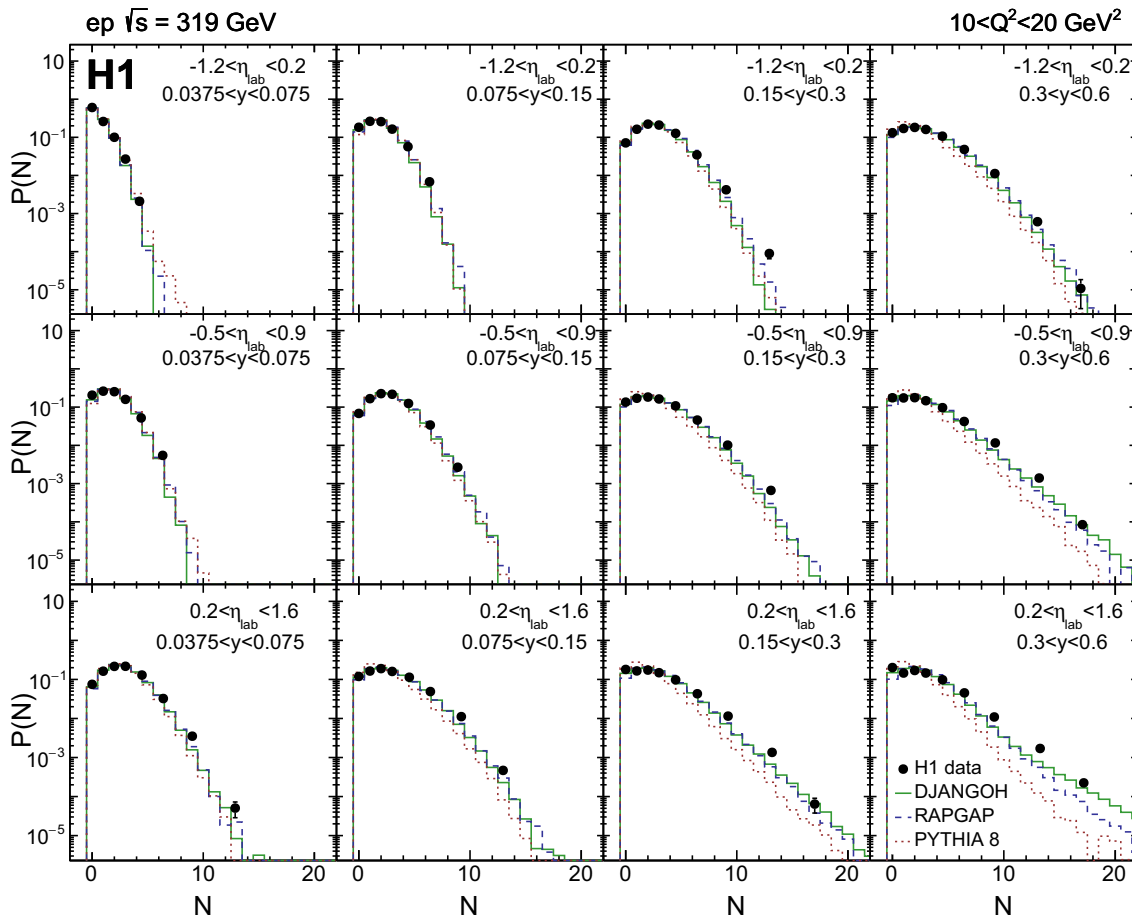 ep √s = 319 GeV
10<Q²<20 GeV²
H1
-1.2<η_lab<0.2
0.0375<y<0.075
-1.2<η_lab<0.2
0.075<y<0.15
-1.2<η_lab<0.2
0.15<y<0.3
-1.2<η_lab<0.2
0.3<y<0.6
P(N)
10
10⁻¹
10⁻³
10⁻⁵
-0.5<η_lab<0.9
0.0375<y<0.075
-0.5<η_lab<0.9
0.075<y<0.15
-0.5<η_lab<0.9
0.15<y<0.3
-0.5<η_lab<0.9
0.3<y<0.6
P(N)
10
10⁻¹
10⁻³
10⁻⁵
0.2<η_lab<1.6
0.0375<y<0.075
0.2<η_lab<1.6
0.075<y<0.15
0.2<η_lab<1.6
0.15<y<0.3
0.2<η_lab<1.6
0.3<y<0.6
P(N)
10
10⁻¹
10⁻³
10⁻⁵
H1 data
DJANGOH
RAPGAP
PYTHIA 8
0 10 20
0 10 20
0 10 20
0 10 20
N
N
N
N